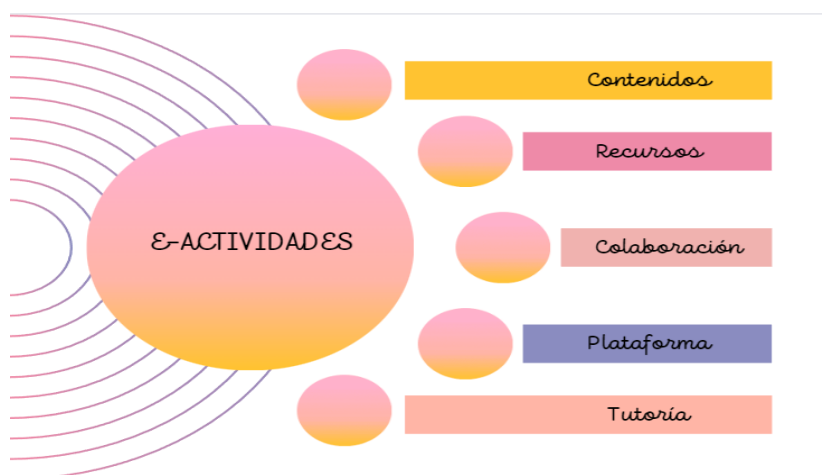 E-ACTIVIDADES
Contenidos
Recursos
Colaboración
Plataforma
Tutoría